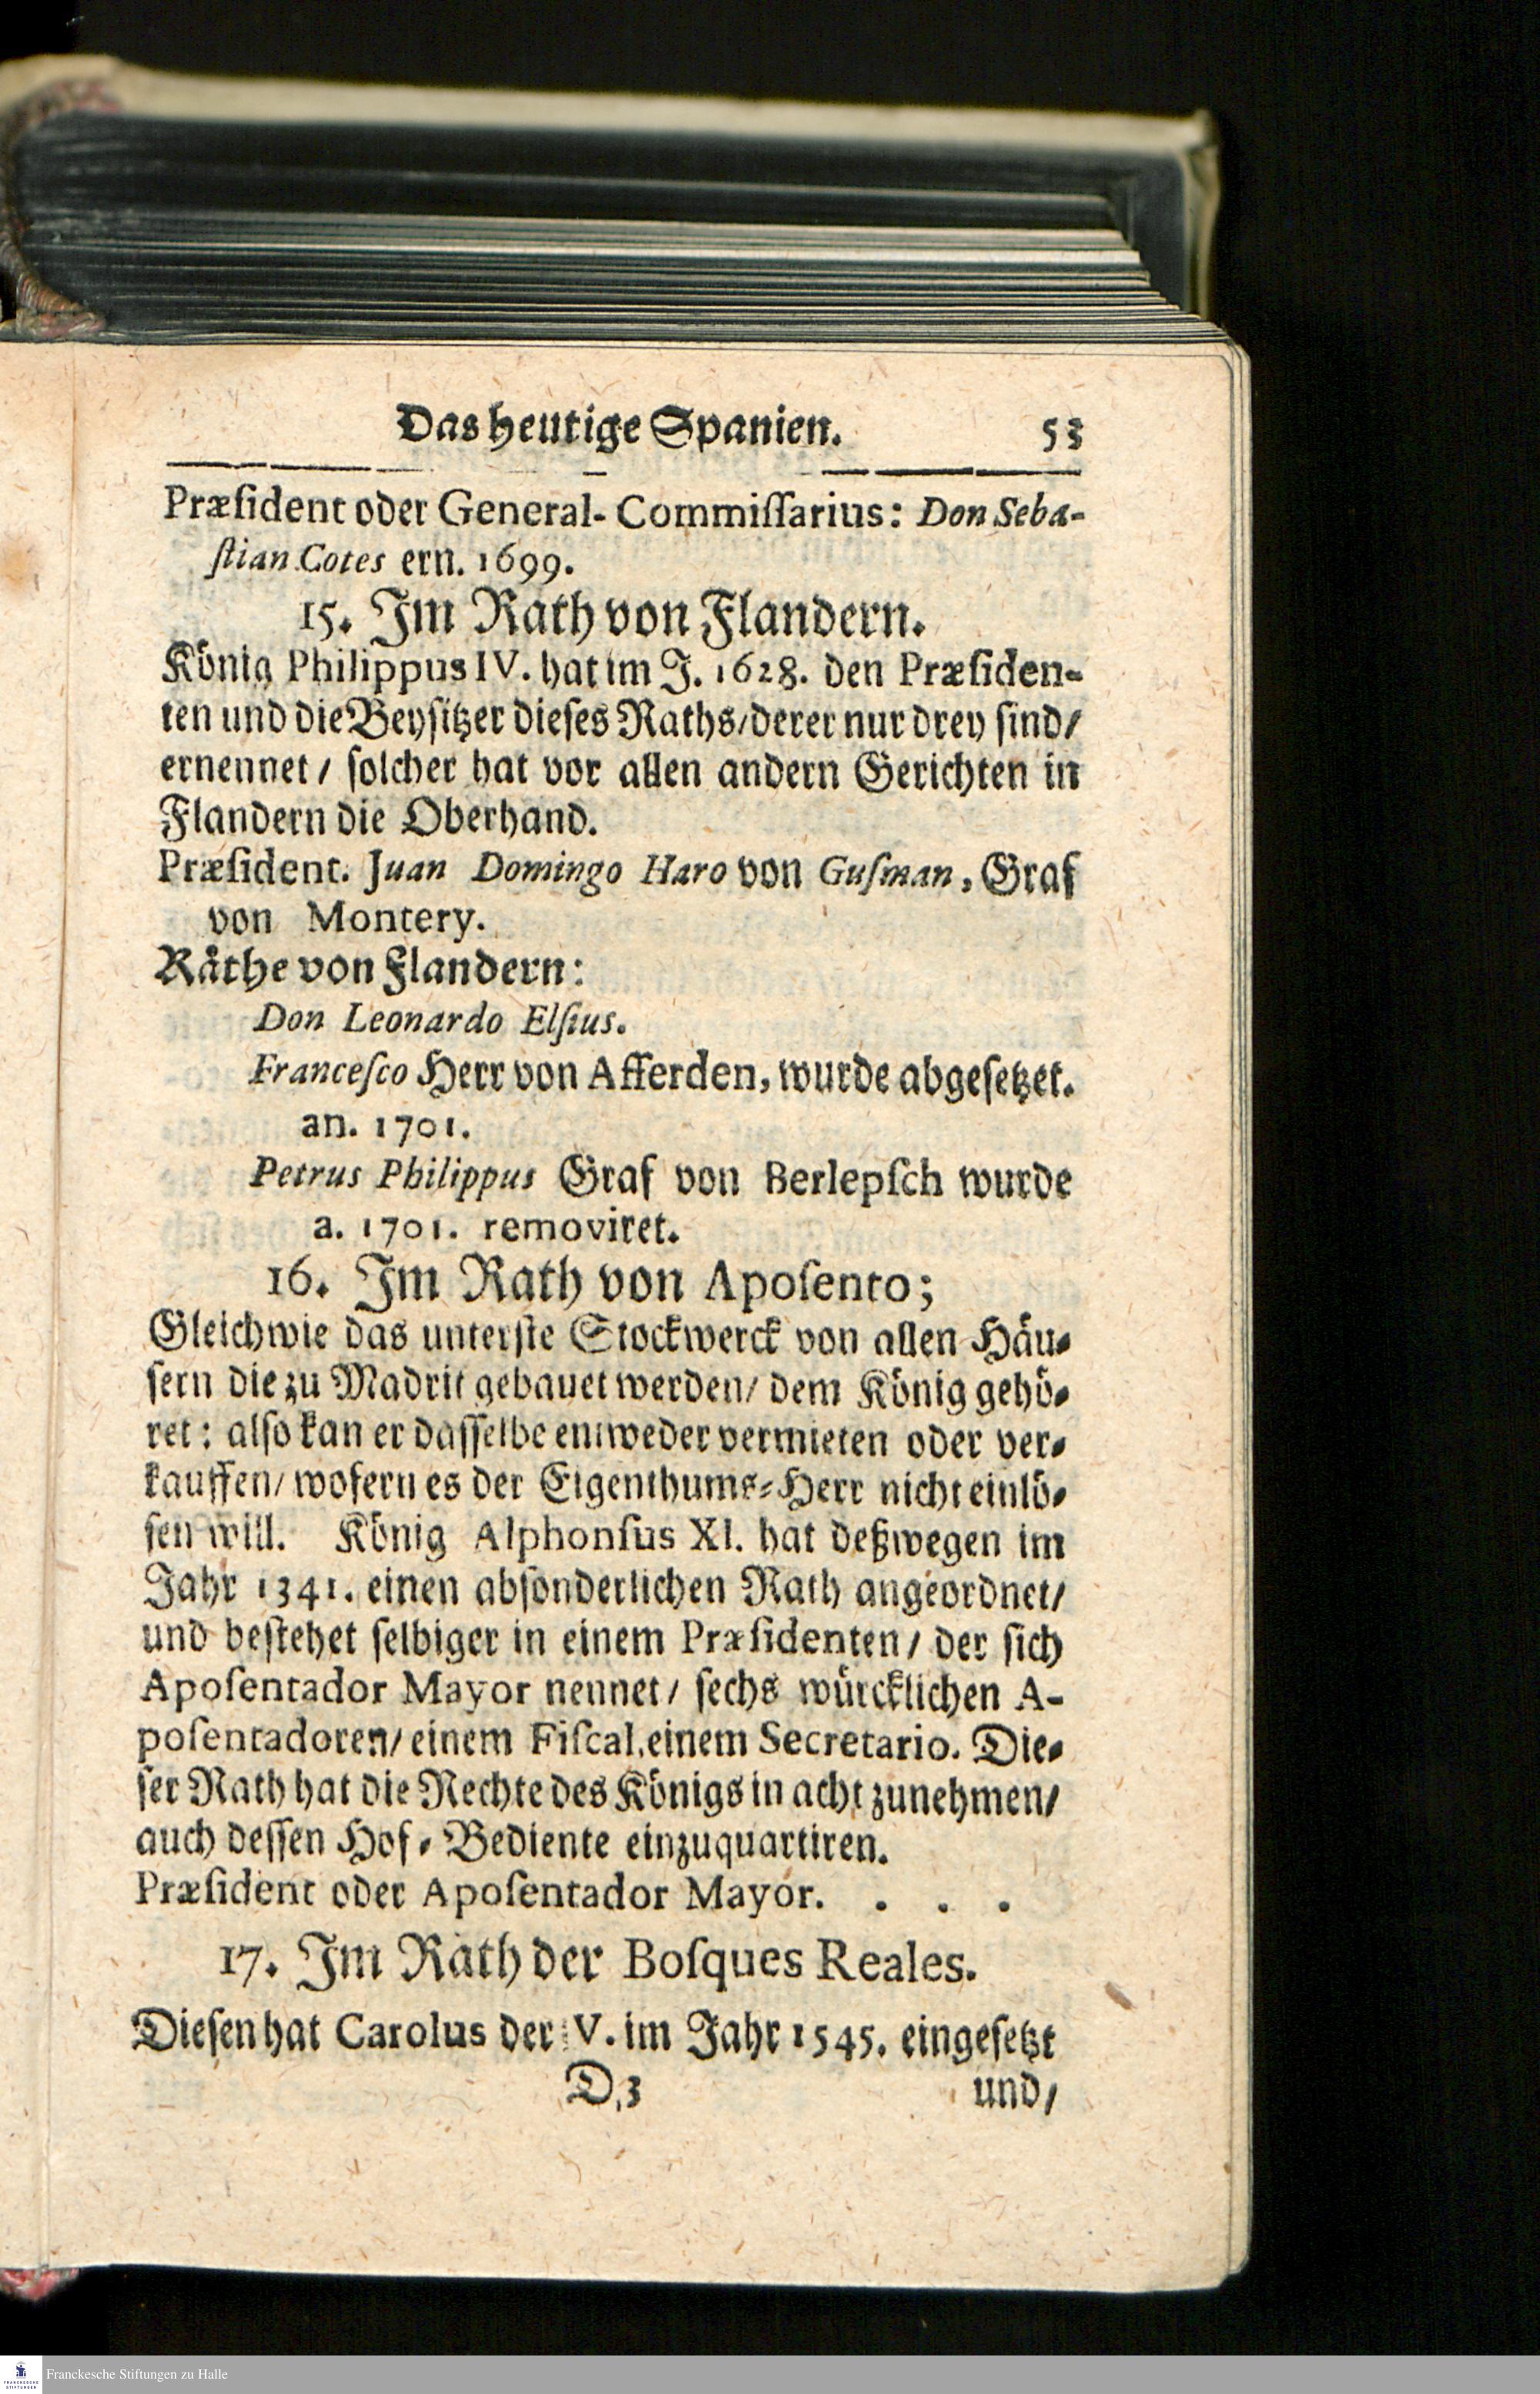 Das heutige Spanien. 53
Præſident oder General-Commiſſarius: Don Seba-
ſtian Cotes ern. 1699.
15. Im Rath von Flandern.
König Philippus IV. hat im J. 1628. den Præſiden-
ten und die Beyſitzer dieſes Raths/derer nur drey ſind/
ernennet/ ſolcher hat vor allen andern Gerichten in
Flandern die Oberhand.
Præſident. Juan Domingo Haro von Guſman, Graf
von Montery.
Räthe von Flandern:
Don Leonardo Elſius.
Franceſco Herr von Afferden, wurde abgeſetzet.
an. 1701.
Petrus Philippus Graf von Berlepſch wurde
a. 1701. removiret.
16. Im Rath von Apoſento;
Gleichwie das unterſte Stockwerck von allen Häu-
ſern die zu Madrit gebauet werden/ dem König gehö-
ret: alſo kan er daſſelbe entweder vermieten oder ver-
kauffen/ wofern es der Eigenthums-Herr nicht einlö-
ſen will. König Alphonſus XI. hat deßwegen im
Jahr 1341. einen abſonderlichen Rath angeordnet/
und beſtehet ſelbiger in einem Præſidenten/ der ſich
Apoſentador Mayor nennet/ ſechs würcklichen A-
poſentadoren/ einem Fiſcal, einem Secretario. Die-
ſer Rath hat die Rechte des Königs in acht zunehmen/
auch deſſen Hof-Bediente einzuquartiren.
Præſident oder Apoſentador Mayor. . . .
17. Im Rath der Boſques Reales.
Dieſen hat Carolus der V. im Jahr 1545. eingeſetzt
D 3 und/
Franckesche Stiftungen zu Halle
FRANCKESCHE STIFTUNGEN